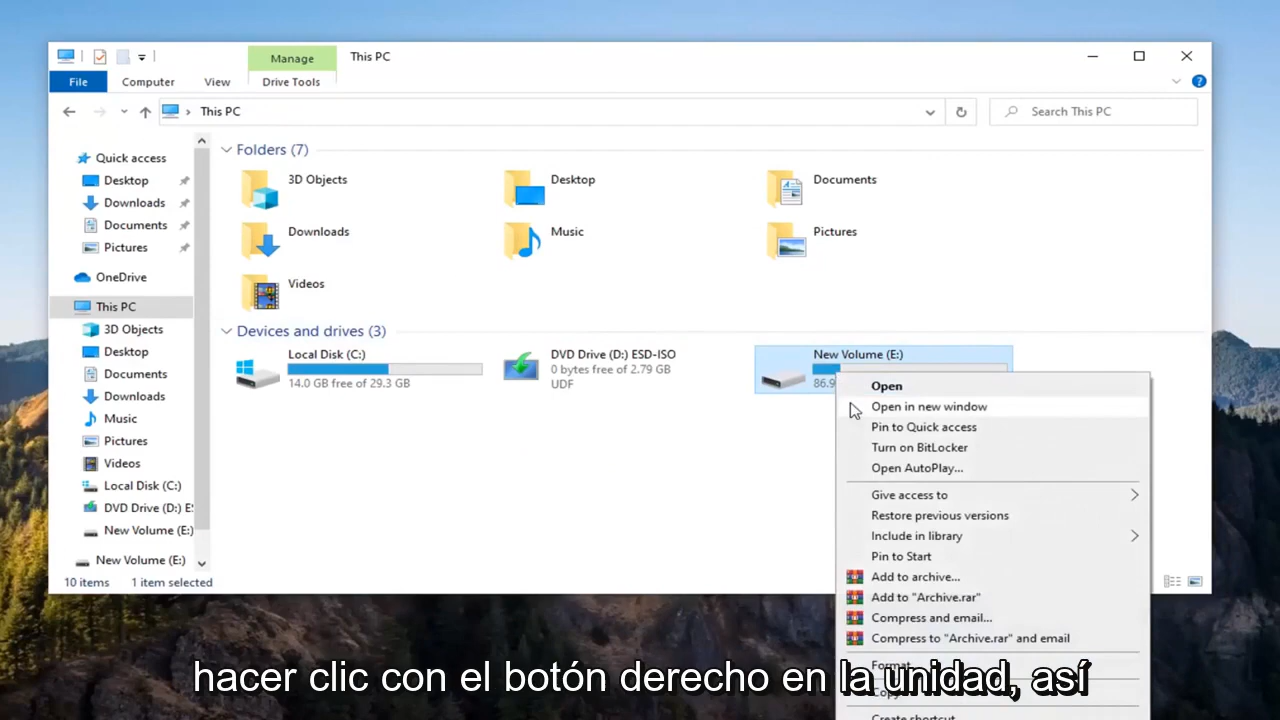 Manage
This PC
File
Computer
View
Drive Tools
This PC
Search This PC
Quick access
Desktop
Downloads
Documents
Pictures
OneDrive
This PC
3D Objects
Desktop
Documents
Downloads
Music
Pictures
Videos
Local Disk (C:)
DVD Drive (D:) ES
New Volume (E:)
New Volume (E:)
Folders (7)
3D Objects
Desktop
Documents
Downloads
Music
Pictures
Videos
Devices and drives (3)
Local Disk (C:)
14.0 GB free of 29.3 GB
DVD Drive (D:) ESD-ISO
0 bytes free of 2.79 GB
UDF
New Volume (E:)
86.9
Open
Open in new window
Pin to Quick access
Turn on BitLocker
Open AutoPlay...
Give access to
Restore previous versions
Include in library
Pin to Start
Add to archive...
Add to "Archive.rar"
Compress and email...
Compress to "Archive.rar" and email
Format...
Copy
Create shortcut
10 items
1 item selected
hacer clic con el botón derecho en la unidad, así